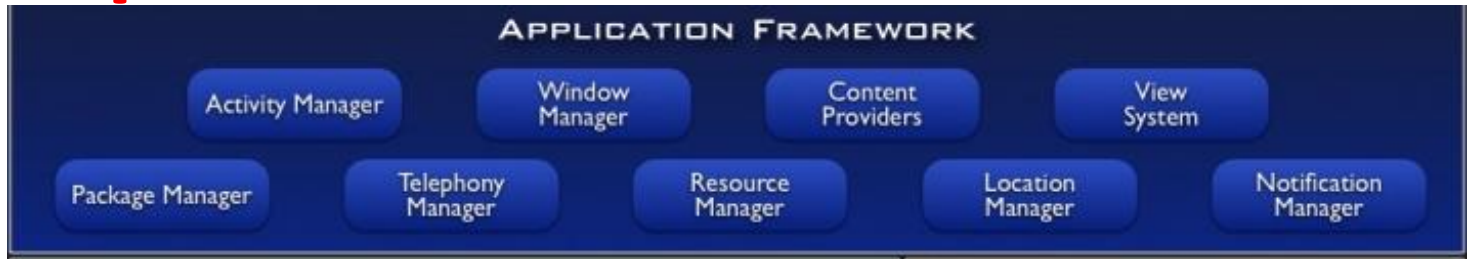 APPLICATION FRAMEWORK
Activity Manager
Window
Manager
Content
Providers
View
System
Package Manager
Telephony
Manager
Resource
Manager
Location
Manager
Notification
Manager